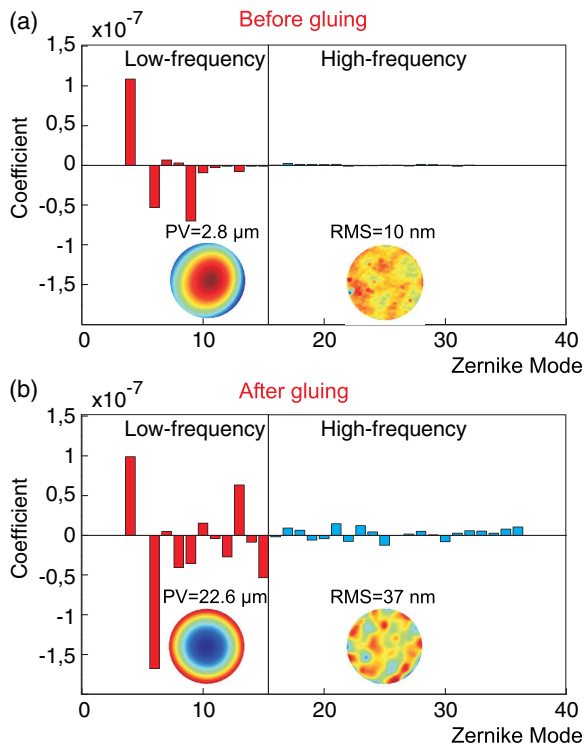 (a) Before gluing
x10^-7
1,5
1
0,5
0
-0,5
-1
-1,5
Coefficient
Low-frequency High-frequency
PV=2.8 µm RMS=10 nm
0 10 20 30 40
Zernike Mode
(b) After gluing
x10^-7
1,5
1
0,5
0
-0,5
-1
-1,5
Coefficient
Low-frequency High-frequency
PV=22.6 µm RMS=37 nm
0 10 20 30 40
Zernike Mode